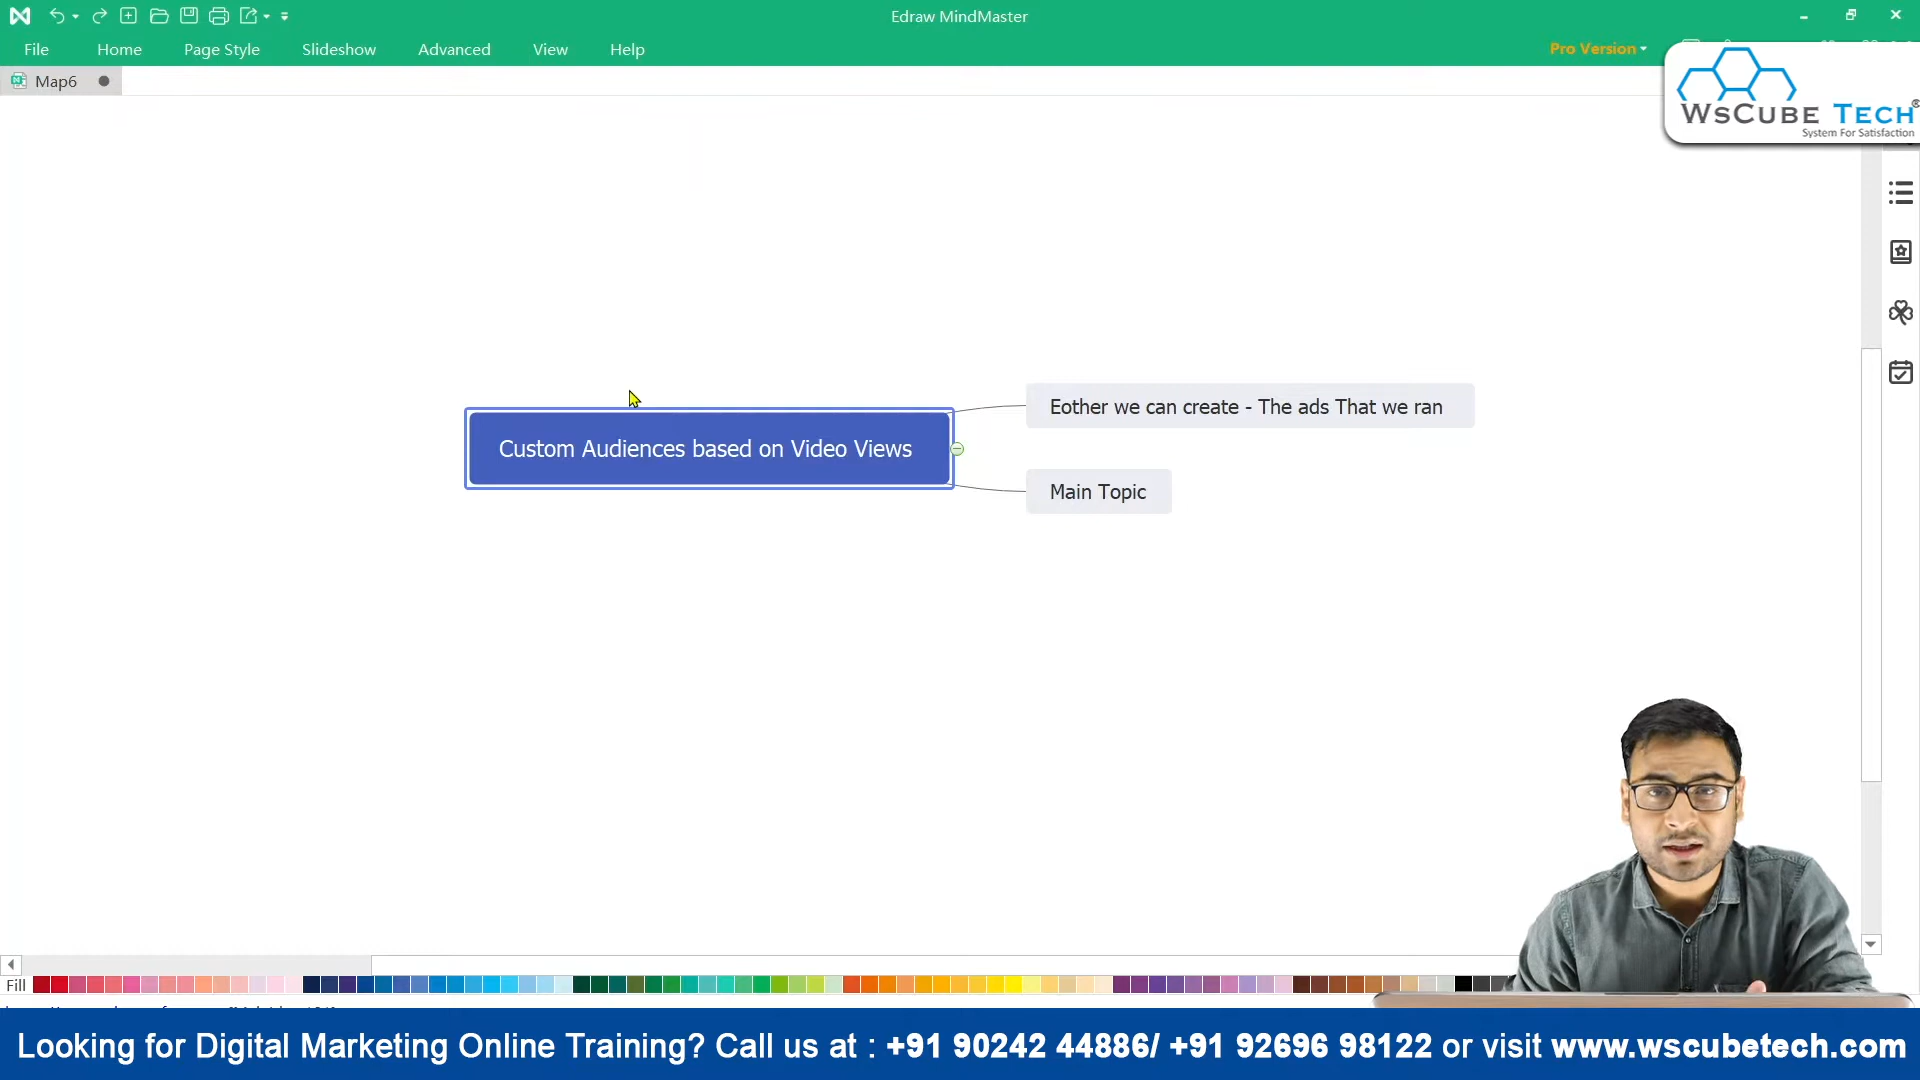 Edraw MindMaster
File Home Page Style Slideshow Advanced View Help Pro Version
Map6
WsCube Tech®
System For Satisfaction
Eother we can create - The ads That we ran
Custom Audiences based on Video Views
Main Topic
Fill
Looking for Digital Marketing Online Training? Call us at : +91 90242 44886/ +91 92696 98122 or visit www.wscubetech.com